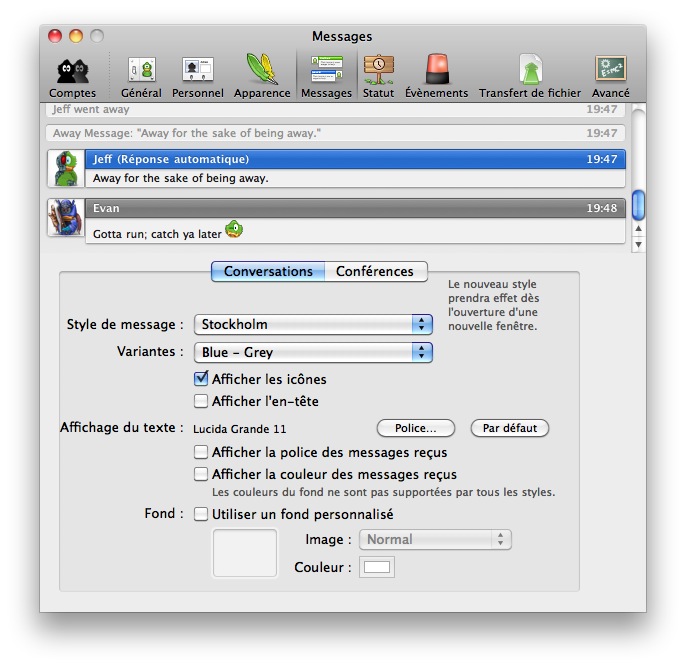 Messages
Comptes Général Personnel Apparence Messages Statut Évènements Transfert de fichier Avancé
Jeff went away 19:47
Away Message: "Away for the sake of being away." 19:47
Jeff (Réponse automatique) 19:47
Away for the sake of being away.
Evan 19:48
Gotta run; catch ya later
Conversations Conférences
Le nouveau style
prendra effet dès
l'ouverture d'une
nouvelle fenêtre.
Style de message : Stockholm
Variantes : Blue - Grey
Afficher les icônes
Afficher l'en-tête
Affichage du texte : Lucida Grande 11 Police... Par défaut
Afficher la police des messages reçus
Afficher la couleur des messages reçus
Les couleurs du fond ne sont pas supportées par tous les styles.
Fond : Utiliser un fond personnalisé
Image : Normal
Couleur :